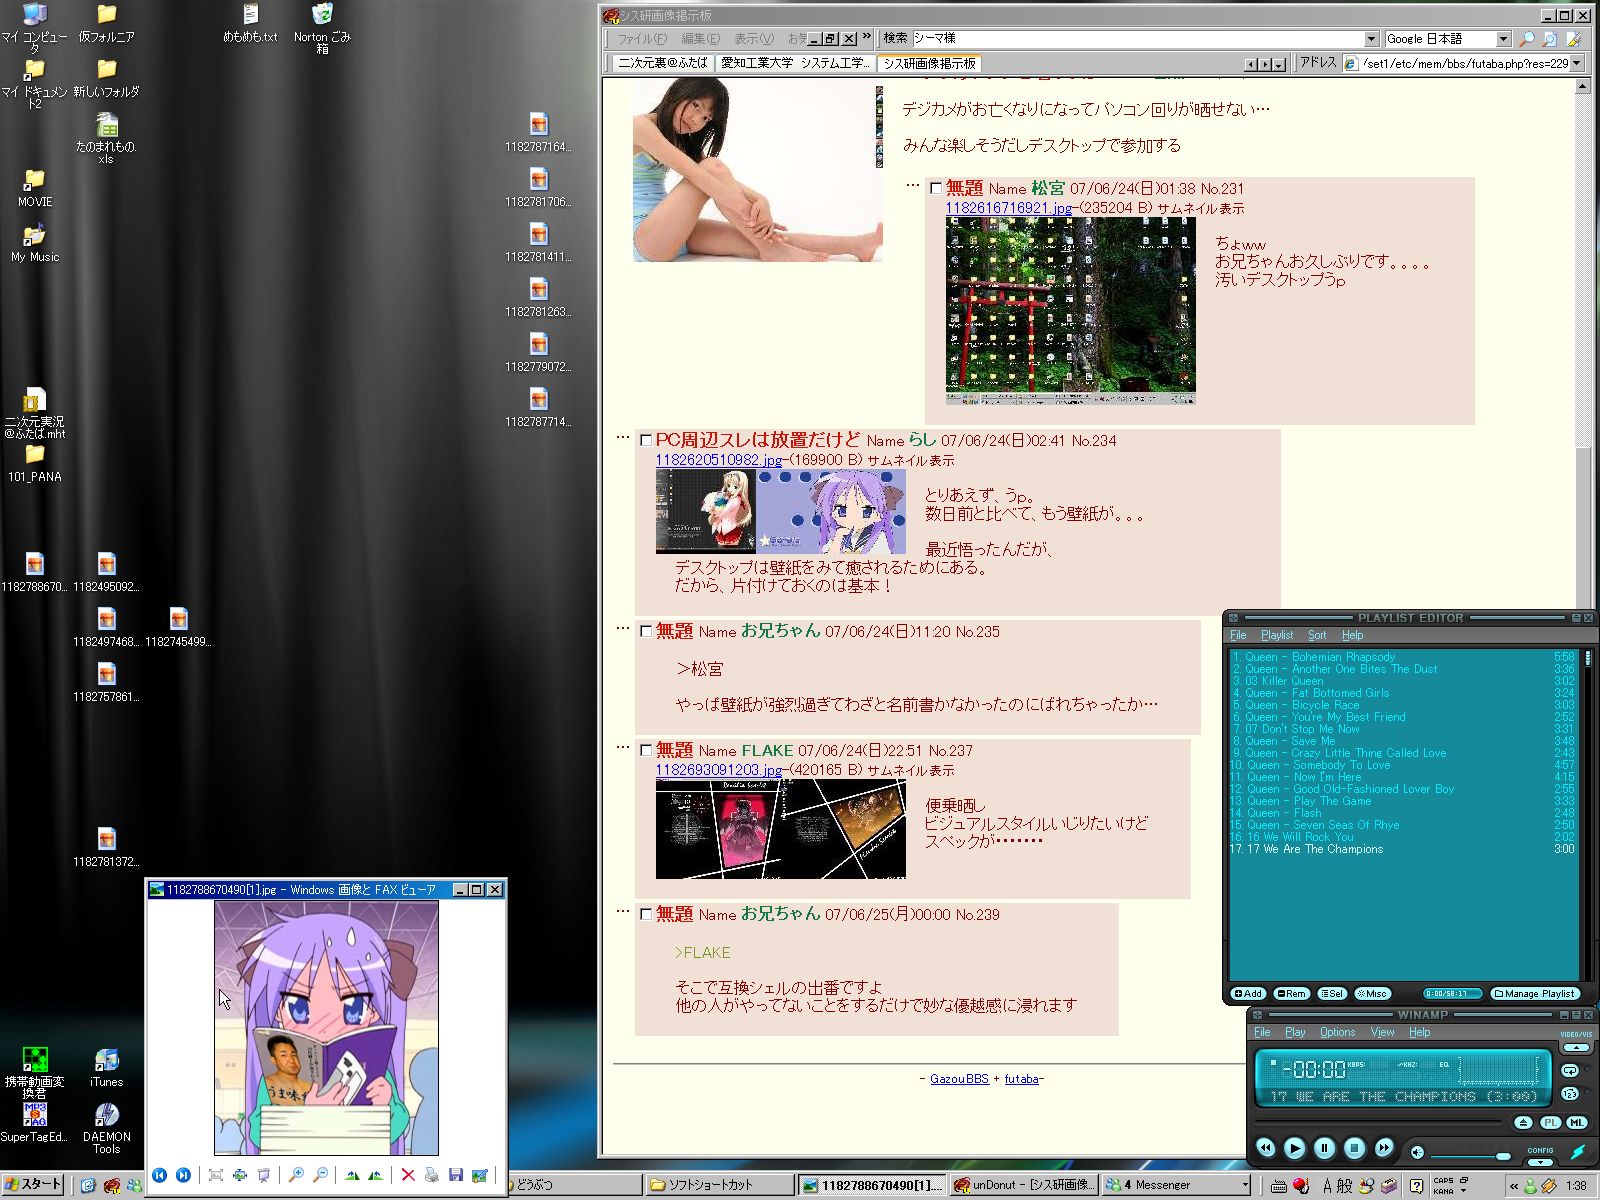 マイ コンピュータ
仮フォルニア
めもめも.txt
Norton ごみ箱
マイ ドキュメント2
新しいフォルダ
たのまれもの.xls
MOVIE
My Music
二次元実況@ふたば.mht
101_PANA
1182787164...
1182781706...
1182781411...
1182781263...
1182779072...
1182787714...
1182788670...
1182495092...
1182497468...
1182745499...
1182757861...
1182781372...
携帯動画変換君
iTunes
SuperTagEd...
DAEMON Tools
シス研画像掲示板
ファイル(F) 編集(E) 表示(V) お気
検索 シーマ様
Google 日本語
二次元裏@ふたば
愛知工業大学 システム工学...
シス研画像掲示板
アドレス /set1/etc/mem/bbs/futaba.php?res=229
デジカメがお亡くなりになってパソコン回りが晒せない…
みんな楽しそうだしデスクトップで参加する
… 無題 Name 松宮 07/06/24(日)01:38 No.231
1182616716921.jpg-(235204 B) サムネイル表示
ちょww
お兄ちゃんお久しぶりです。。。。
汚いデスクトップうp
… PC周辺スレは放置だけど Name らし 07/06/24(日)02:41 No.234
1182620510982.jpg-(169900 B) サムネイル表示
とりあえず、うp。
数日前と比べて、もう壁紙が。。。
最近悟ったんだが、
デスクトップは壁紙をみて癒されるためにある。
だから、片付けておくのは基本！
… 無題 Name お兄ちゃん 07/06/24(日)11:20 No.235
＞松宮
やっぱ壁紙が強烈過ぎてわざと名前書かなかったのにばれちゃったか…
… 無題 Name FLAKE 07/06/24(日)22:51 No.237
1182693091203.jpg-(420165 B) サムネイル表示
便乗晒し
ビジュアルスタイルいじりたいけど
スペックが・・・・・・・
… 無題 Name お兄ちゃん 07/06/25(月)00:00 No.239
>FLAKE
そこで互換シェルの出番ですよ
他の人がやってないことをするだけで妙な優越感に浸れます
- GazouBBS + futaba-
PLAYLIST EDITOR
File Playlist Sort Help
1. Queen - Bohemian Rhapsody 5:58
2. Queen - Another One Bites The Dust 3:36
3. 03 Killer Queen 3:02
4. Queen - Fat Bottomed Girls 3:24
5. Queen - Bicycle Race 3:03
6. Queen - You're My Best Friend 2:52
7. 07 Don't Stop Me Now 3:31
8. Queen - Save Me 3:48
9. Queen - Crazy Little Thing Called Love 2:43
10. Queen - Somebody To Love 4:57
11. Queen - Now I'm Here 4:15
12. Queen - Good Old-Fashioned Lover Boy 2:55
13. Queen - Play The Game 3:33
14. Queen - Flash 2:48
15. Queen - Seven Seas Of Rhye 2:50
16. 16 We Will Rock You 2:02
17. 17 We Are The Champions 3:00
Add Rem Sel Misc 0:00/58:17 Manage Playlist
WINAMP
File Play Options View Help
VIDEO/VIS
-00:00 KBPS: KHZ: EQ
17 WE ARE THE CHAMPIONS (3:00)
PL ML
CONFIG
1182788670490[1].jpg - Windows 画像と FAX ビューア
うま味
スタート
どうぶつ
ソフトショートカット
1182788670490[1]....
unDonut - [シス研画像...
4 Messenger
A 般
CAPS
KANA
1:38